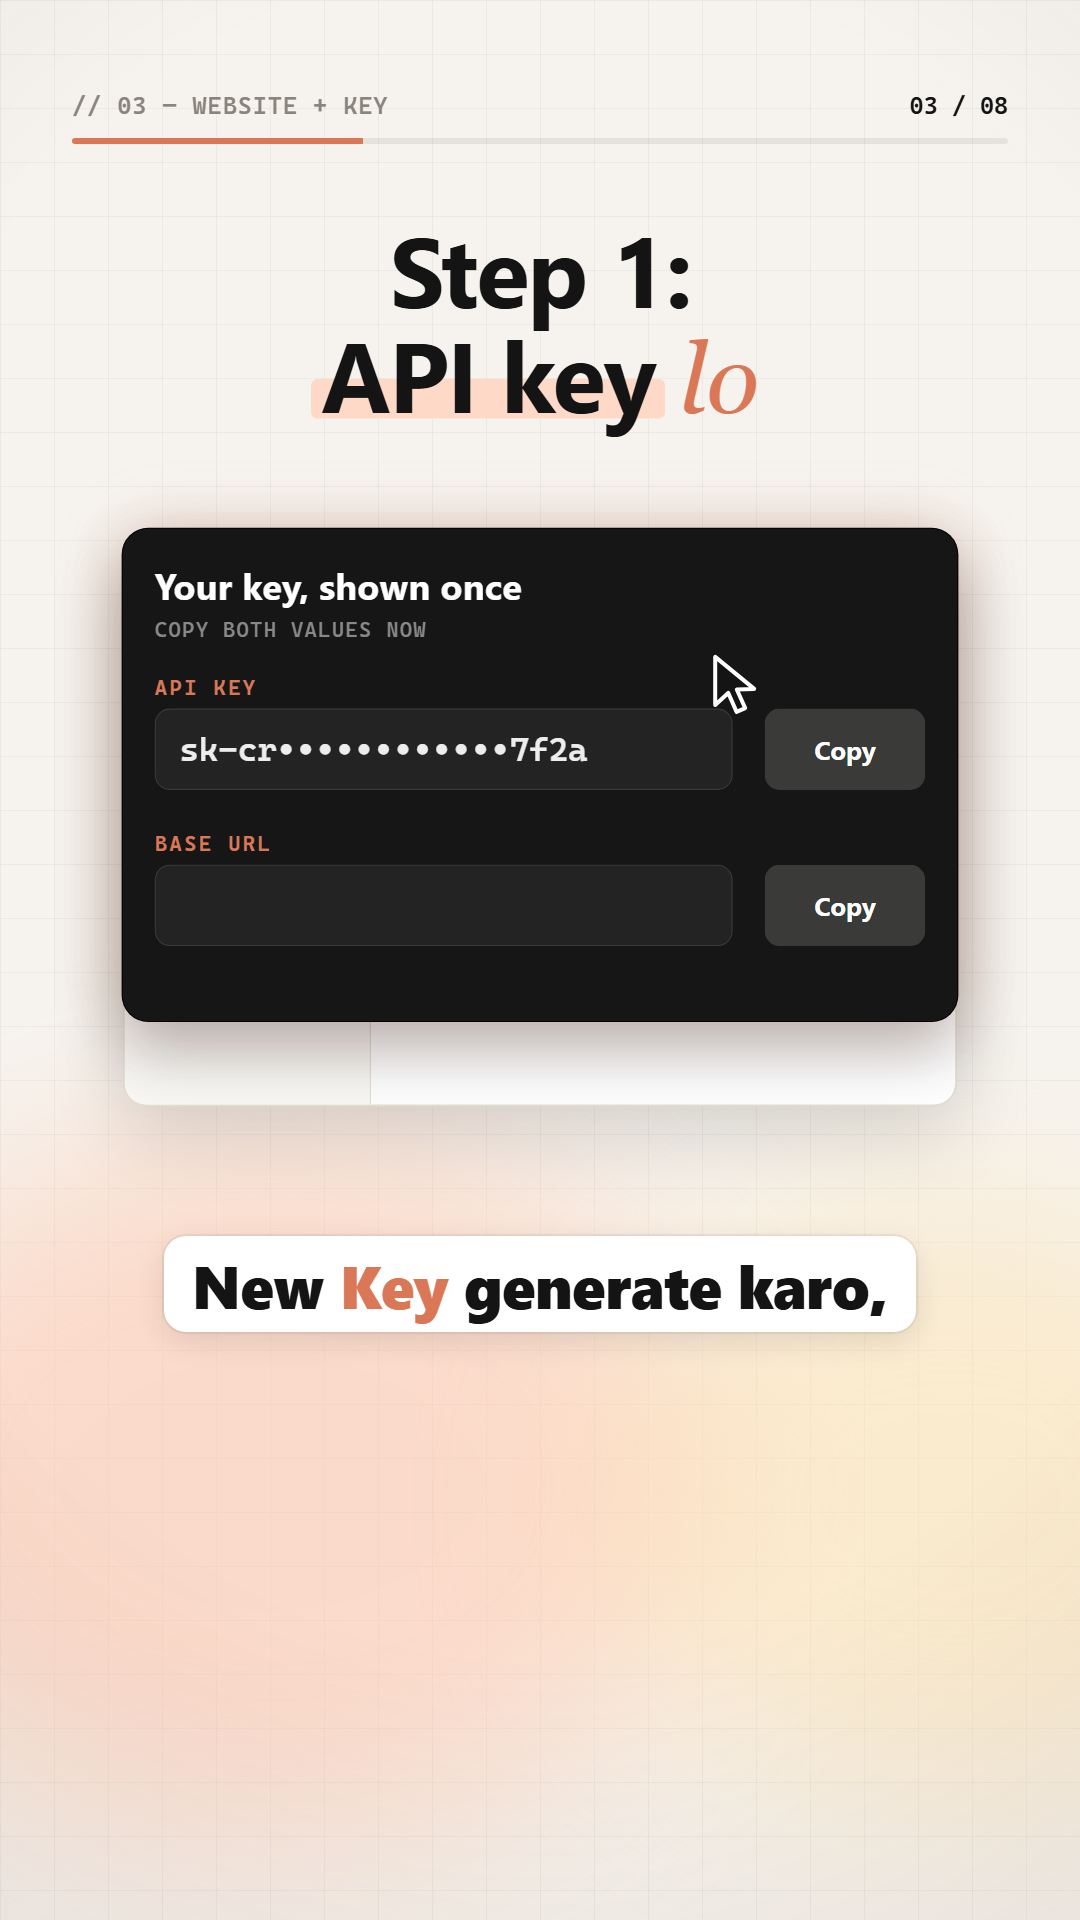 // 03 — WEBSITE + KEY
03 / 08
Step 1:
API key lo
Your key, shown once
COPY BOTH VALUES NOW
API KEY
sk-cr••••••••••••7f2a
Copy
BASE URL
Copy
New Key generate karo,